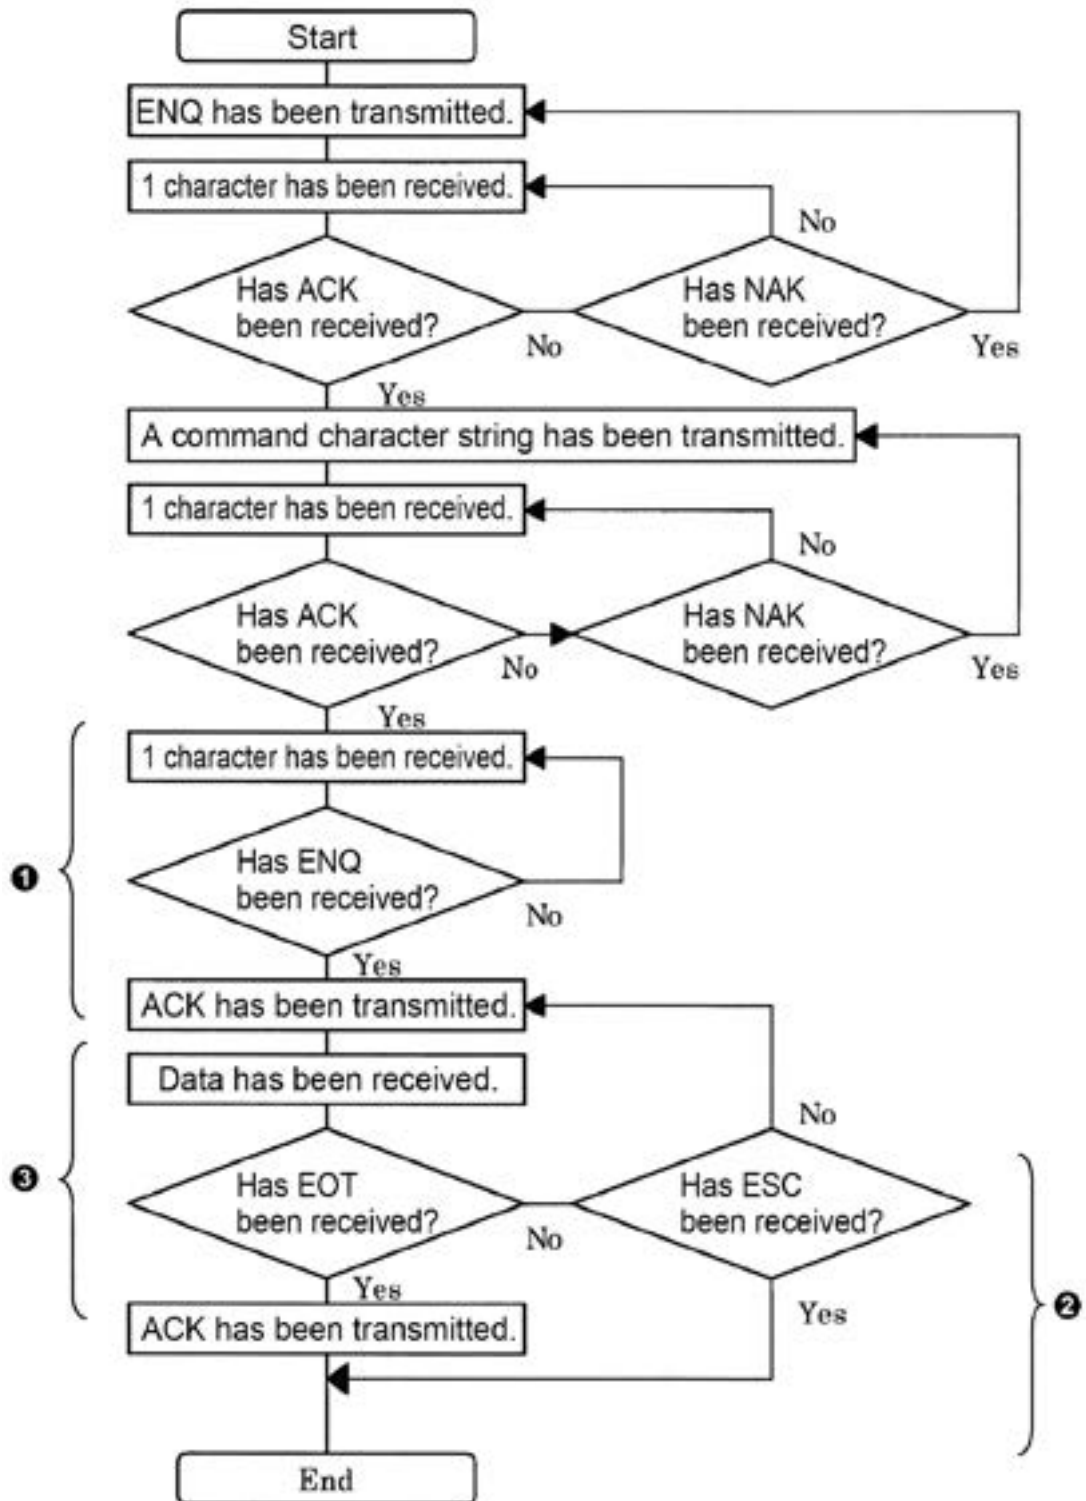 Start
ENQ has been transmitted.
1 character has been received.
No
Has ACK
been received?
Has NAK
been received?
No
Yes
Yes
A command character string has been transmitted.
1 character has been received.
No
Has ACK
been received?
Has NAK
been received?
No
Yes
Yes
1 character has been received.
❶
Has ENQ
been received?
No
Yes
ACK has been transmitted.
Data has been received.
No
❸
Has EOT
been received?
Has ESC
been received?
No
Yes
Yes
❷
ACK has been transmitted.
End